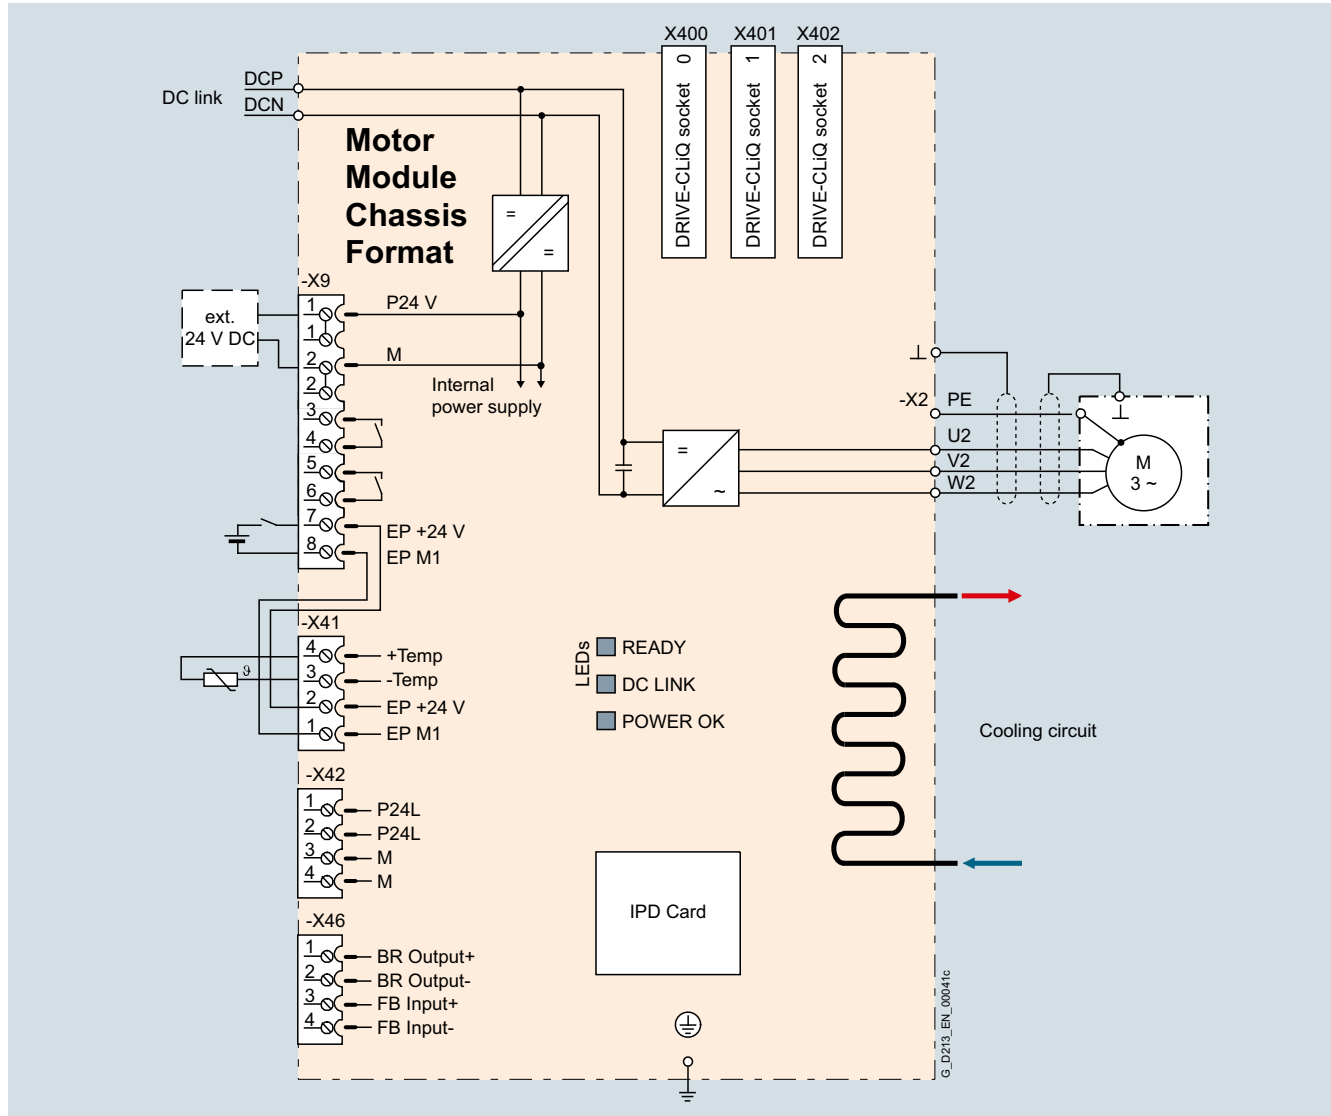 X400 X401 X402
DRIVE-CLiQ socket 0
DRIVE-CLiQ socket 1
DRIVE-CLiQ socket 2
DC link
DCP
DCN
Motor
Module
Chassis
Format
=
=
-X9
ext.
24 V DC
1 P24 V
1
2 M
2
Internal
power supply
3
4
5
6
7 EP +24 V
8 EP M1
-X2 PE
U2
V2
W2
=
~
M
3 ~
-X41
4 +Temp
3 -Temp
2 EP +24 V
1 EP M1
ϑ
LEDs
READY
DC LINK
POWER OK
Cooling circuit
-X42
1 P24L
2 P24L
3 M
4 M
IPD Card
-X46
1 BR Output+
2 BR Output-
3 FB Input+
4 FB Input-
G_D213_EN_00041c